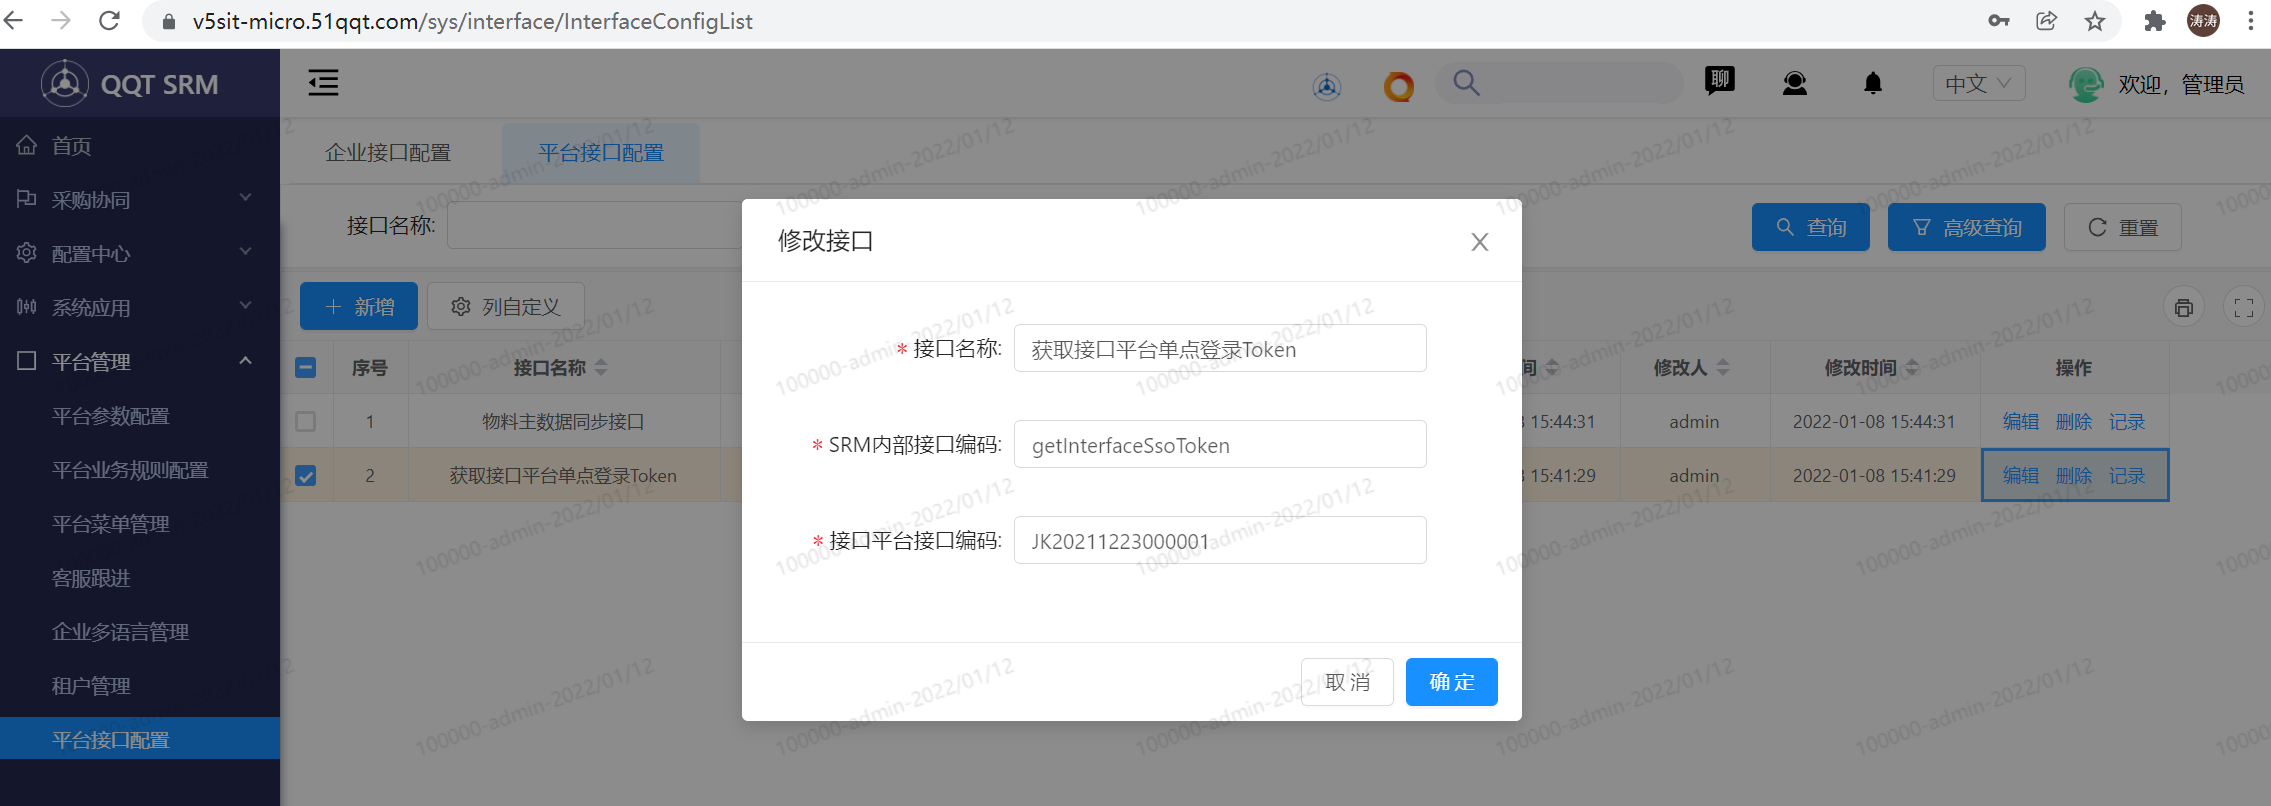 v5sit-micro.51qqt.com/sys/interface/InterfaceConfigList
涛涛
QQT SRM
聊
中文
欢迎，管理员
首页
采购协同
配置中心
系统应用
平台管理
平台参数配置
平台业务规则配置
平台菜单管理
客服跟进
企业多语言管理
租户管理
平台接口配置
企业接口配置
平台接口配置
接口名称:
查询
高级查询
重置
新增
列自定义
序号
接口名称
间
修改人
修改时间
操作
1
物料主数据同步接口
15:44:31
admin
2022-01-08 15:44:31
编辑 删除 记录
2
获取接口平台单点登录Token
15:41:29
admin
2022-01-08 15:41:29
编辑 删除 记录
修改接口
* 接口名称:
获取接口平台单点登录Token
* SRM内部接口编码:
getInterfaceSsoToken
* 接口平台接口编码:
JK20211223000001
取 消
确 定
100000-admin-2022/01/12